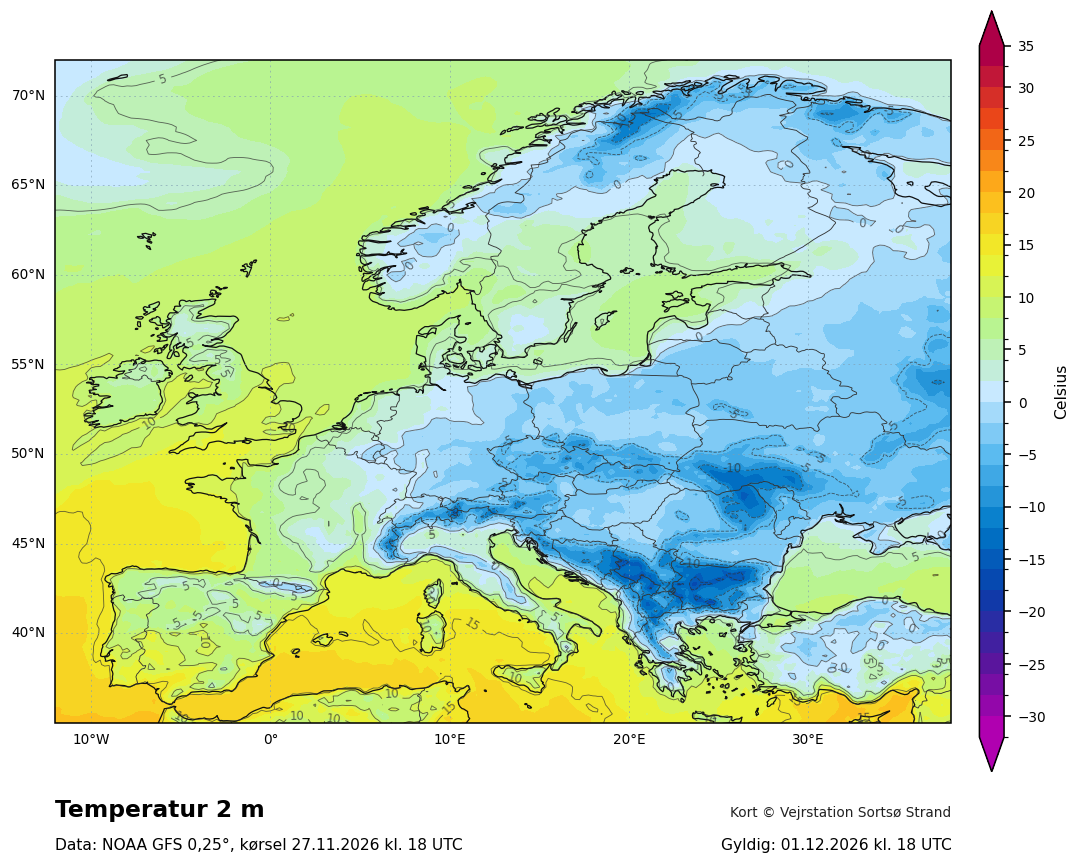 70°N
65°N
60°N
55°N
50°N
45°N
40°N
10°W 0° 10°E 20°E 30°E
35
30
25
20
15
10
5
0
−5
−10
−15
−20
−25
−30
Celsius
Temperatur 2 m
Kort © Vejrstation Sortsø Strand
Data: NOAA GFS 0,25°, kørsel 27.11.2026 kl. 18 UTC
Gyldig: 01.12.2026 kl. 18 UTC